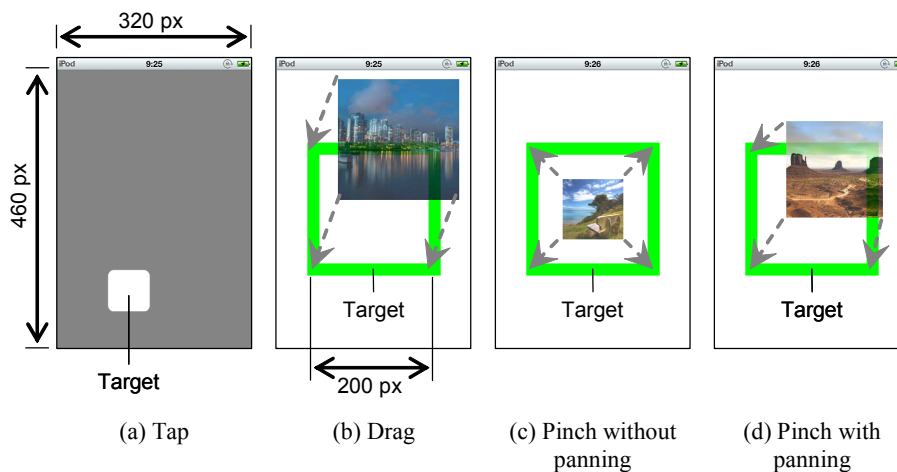 320 px
460 px
iPod 9:25
Target
(a) Tap
iPod 9:25
Target
200 px
(b) Drag
iPod 9:26
Target
(c) Pinch without
panning
iPod 9:26
Target
(d) Pinch with
panning